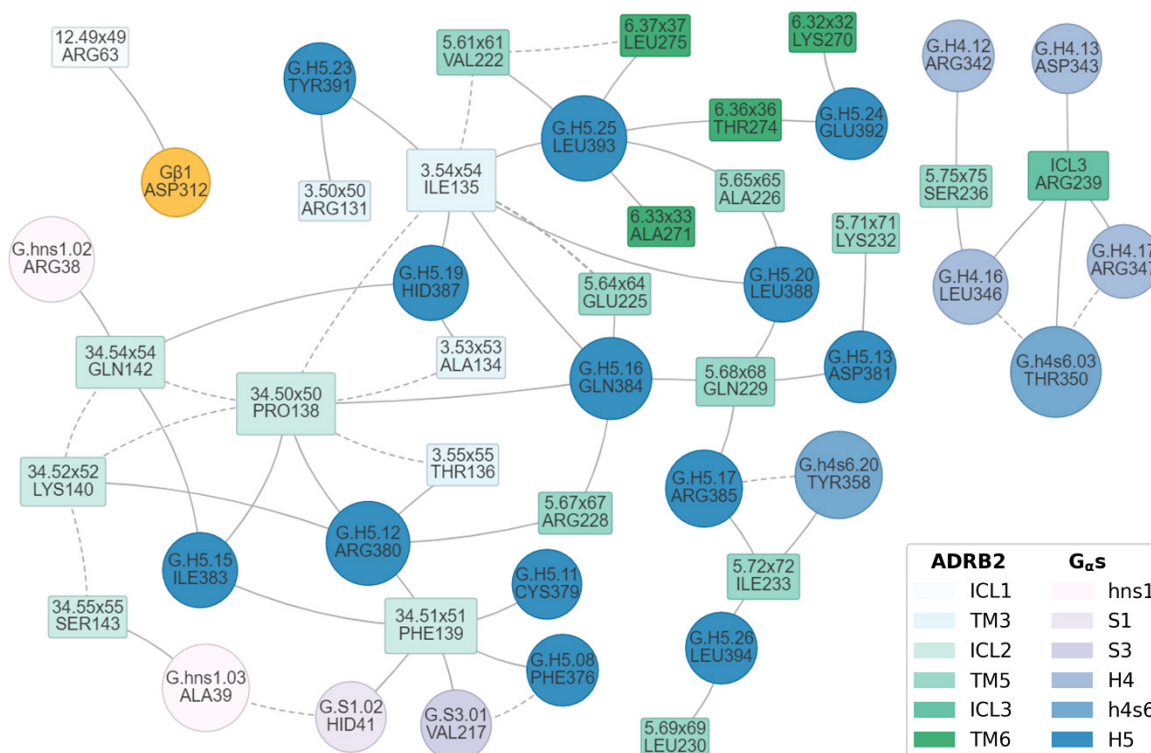 12.49x49
ARG63
Gβ1
ASP312
G.H5.23
TYR391
3.50x50
ARG131
5.61x61
VAL222
6.37x37
LEU275
6.32x32
LYS270
G.H5.25
LEU393
6.36x36
THR274
G.H5.24
GLU392
3.54x54
ILE135
5.65x65
ALA226
6.33x33
ALA271
5.71x71
LYS232
G.H4.12
ARG342
G.H4.13
ASP343
5.75x75
SER236
ICL3
ARG239
G.H4.16
LEU346
G.H4.17
ARG347
G.h4s6.03
THR350
G.hns1.02
ARG38
G.H5.19
HID387
5.64x64
GLU225
G.H5.20
LEU388
34.54x54
GLN142
3.53x53
ALA134
34.50x50
PRO138
G.H5.16
GLN384
5.68x68
GLN229
G.H5.13
ASP381
34.52x52
LYS140
3.55x55
THR136
5.67x67
ARG228
G.H5.17
ARG385
G.h4s6.20
TYR358
G.H5.15
ILE383
G.H5.12
ARG380
G.H5.11
CYS379
5.72x72
ILE233
34.55x55
SER143
34.51x51
PHE139
G.H5.26
LEU394
G.hns1.03
ALA39
G.S1.02
HID41
G.S3.01
VAL217
G.H5.08
PHE376
5.69x69
LEU230
ADRB2
ICL1
TM3
ICL2
TM5
ICL3
TM6
Gαs
hns1
S1
S3
H4
h4s6
H5